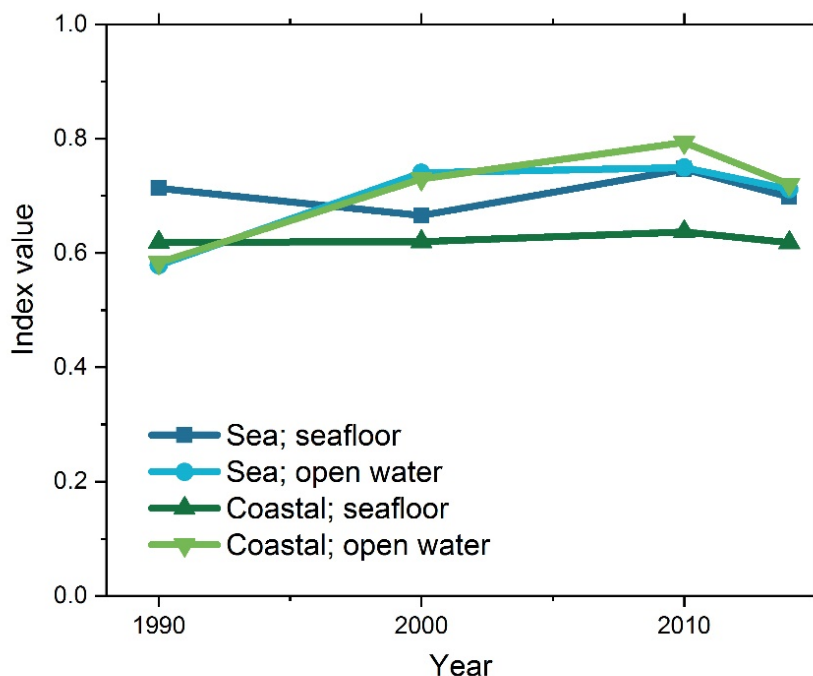 1.0
0.8
0.6
0.4
0.2
0.0
Index value
Sea; seafloor
Sea; open water
Coastal; seafloor
Coastal; open water
1990
2000
2010
Year